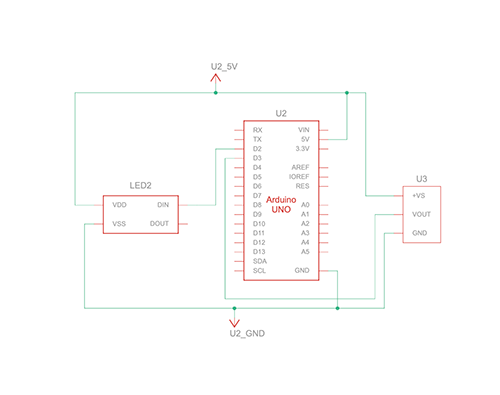 U2_5V
U2
RX
VIN
TX
5V
D2
3.3V
D3
D4
AREF
D5
IOREF
D6
RES
D7
Arduino
UNO
D8
A0
D9
A1
D10
A2
D11
A3
D12
A4
D13
A5
SDA
SCL
GND
LED2
VDD
DIN
VSS
DOUT
U3
+VS
VOUT
GND
U2_GND